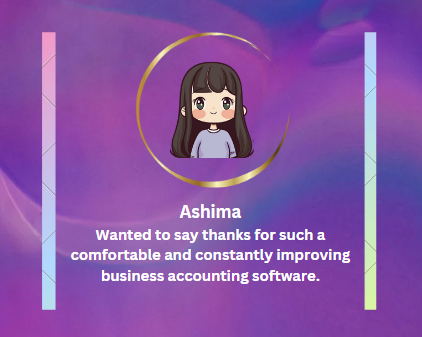 Ashima
Wanted to say thanks for such a
comfortable and constantly improving
business accounting software.